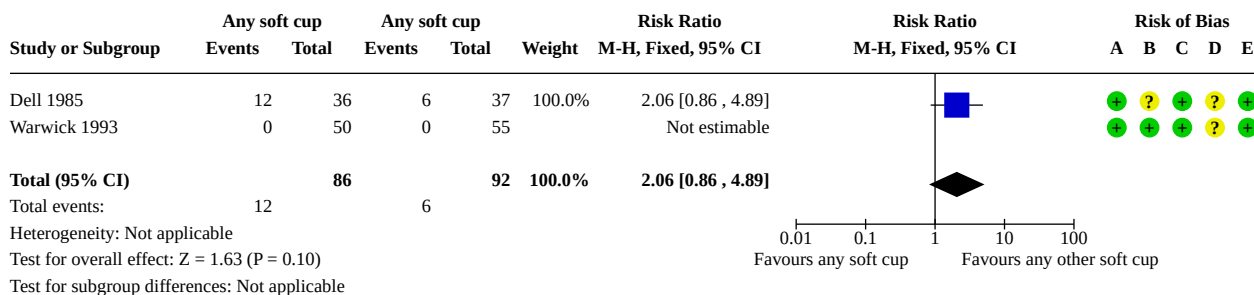 Any soft cup Any soft cup Risk Ratio Risk Ratio Risk of Bias
Study or Subgroup Events Total Events Total Weight M-H, Fixed, 95% CI M-H, Fixed, 95% CI A B C D E
Dell 1985 12 36 6 37 100.0% 2.06 [0.86 , 4.89] + ? + ? +
Warwick 1993 0 50 0 55 Not estimable + + + ? +
Total (95% CI) 86 92 100.0% 2.06 [0.86 , 4.89]
Total events: 12 6
Heterogeneity: Not applicable 0.01 0.1 1 10 100
Test for overall effect: Z = 1.63 (P = 0.10) Favours any soft cup Favours any other soft cup
Test for subgroup differences: Not applicable